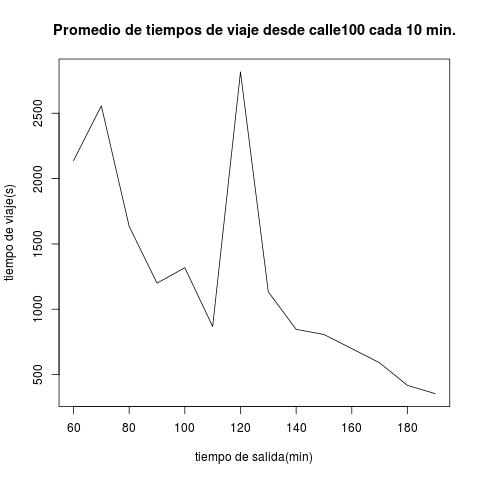 Promedio de tiempos de viaje desde calle100 cada 10 min.
tiempo de viaje(s)
2500
2000
1500
1000
500
60 80 100 120 140 160 180
tiempo de salida(min)